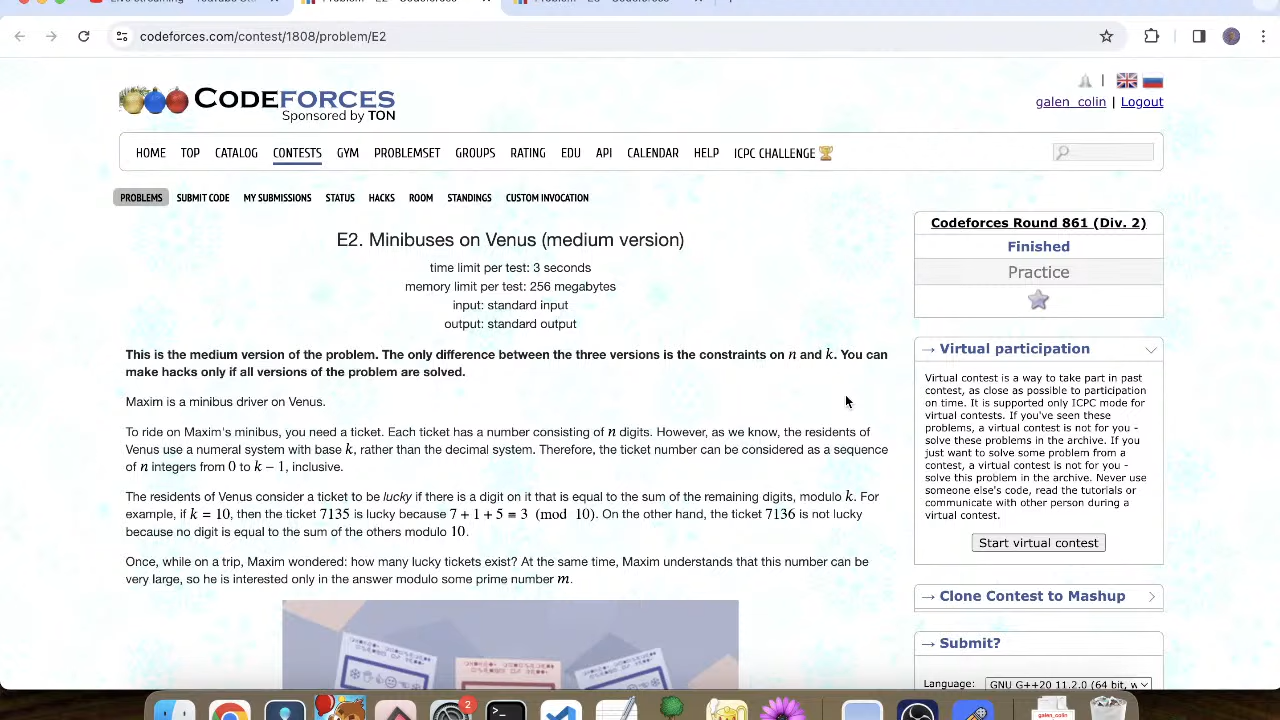 codeforces.com/contest/1808/problem/E2
CODEFORCES
Sponsored by TON
galen_colin | Logout
HOME TOP CATALOG CONTESTS GYM PROBLEMSET GROUPS RATING EDU API CALENDAR HELP ICPC CHALLENGE
PROBLEMS SUBMIT CODE MY SUBMISSIONS STATUS HACKS ROOM STANDINGS CUSTOM INVOCATION
E2. Minibuses on Venus (medium version)
time limit per test: 3 seconds
memory limit per test: 256 megabytes
input: standard input
output: standard output
This is the medium version of the problem. The only difference between the three versions is the constraints on n and k. You can
make hacks only if all versions of the problem are solved.
Maxim is a minibus driver on Venus.
To ride on Maxim's minibus, you need a ticket. Each ticket has a number consisting of n digits. However, as we know, the residents of
Venus use a numeral system with base k, rather than the decimal system. Therefore, the ticket number can be considered as a sequence
of n integers from 0 to k − 1, inclusive.
The residents of Venus consider a ticket to be lucky if there is a digit on it that is equal to the sum of the remaining digits, modulo k. For
example, if k = 10, then the ticket 7135 is lucky because 7 + 1 + 5 ≡ 3 (mod 10). On the other hand, the ticket 7136 is not lucky
because no digit is equal to the sum of the others modulo 10.
Once, while on a trip, Maxim wondered: how many lucky tickets exist? At the same time, Maxim understands that this number can be
very large, so he is interested only in the answer modulo some prime number m.
Codeforces Round 861 (Div. 2)
Finished
Practice
→ Virtual participation
Virtual contest is a way to take part in past
contest, as close as possible to participation
on time. It is supported only ICPC mode for
virtual contests. If you've seen these
problems, a virtual contest is not for you -
solve these problems in the archive. If you
just want to solve some problem from a
contest, a virtual contest is not for you -
solve this problem in the archive. Never use
someone else's code, read the tutorials or
communicate with other person during a
virtual contest.
Start virtual contest
→ Clone Contest to Mashup
→ Submit?
Language: GNU G++20 11.2.0 (64 bit, w
2
galen_colin